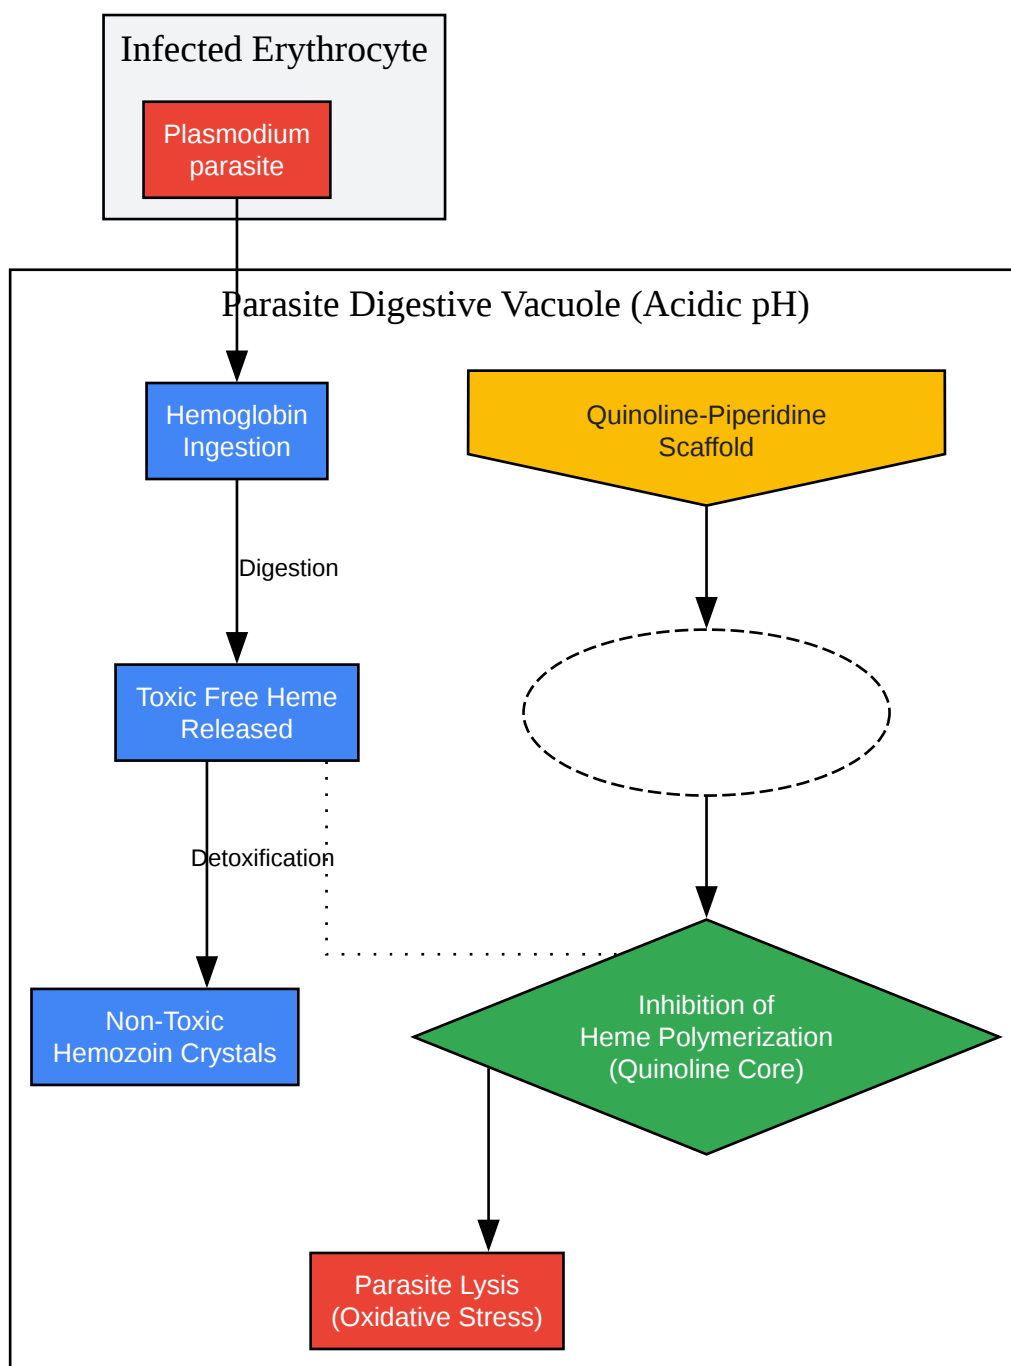 Infected Erythrocyte
Plasmodium
parasite
Parasite Digestive Vacuole (Acidic pH)
Hemoglobin
Ingestion
Quinoline-Piperidine
Scaffold
Digestion
Toxic Free Heme
Released
Detoxification
Non-Toxic
Hemozoin Crystals
Inhibition of
Heme Polymerization
(Quinoline Core)
Parasite Lysis
(Oxidative Stress)